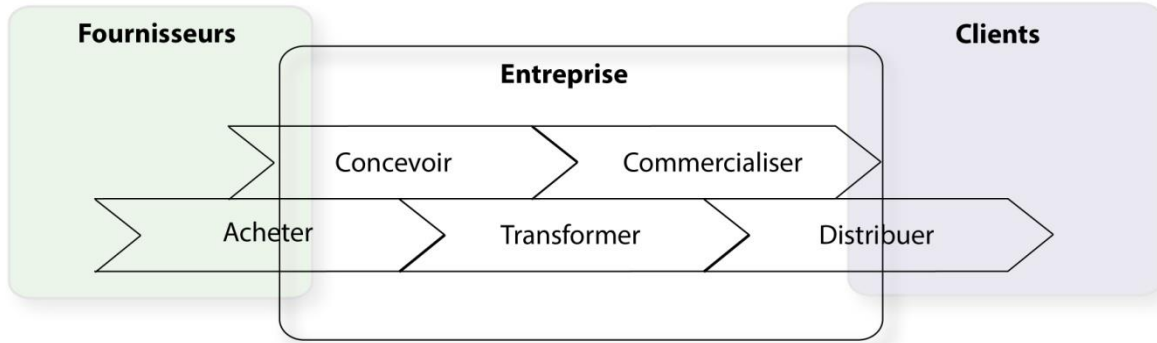 Fournisseurs
Clients
Entreprise
Concevoir
Commercialiser
Acheter
Transformer
Distribuer